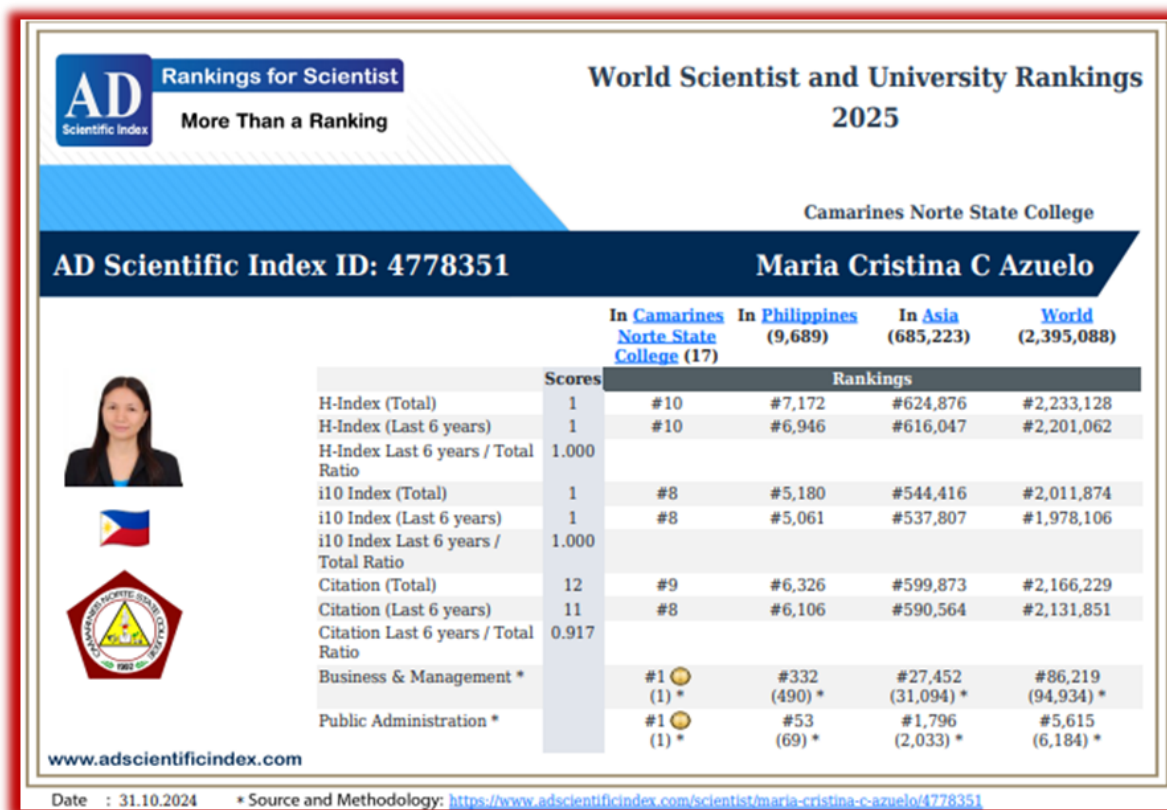 AD
Scientific Index
Rankings for Scientist
More Than a Ranking
World Scientist and University Rankings
2025
Camarines Norte State College
AD Scientific Index ID: 4778351
Maria Cristina C Azuelo
In Camarines Norte State College (17) In Philippines (9,689) In Asia (685,223) World (2,395,088)
Scores Rankings
H-Index (Total) 1 #10 #7,172 #624,876 #2,233,128
H-Index (Last 6 years) 1 #10 #6,946 #616,047 #2,201,062
H-Index Last 6 years / Total 1.000
Ratio
i10 Index (Total) 1 #8 #5,180 #544,416 #2,011,874
i10 Index (Last 6 years) 1 #8 #5,061 #537,807 #1,978,106
i10 Index Last 6 years / 1.000
Total Ratio
Citation (Total) 12 #9 #6,326 #599,873 #2,166,229
Citation (Last 6 years) 11 #8 #6,106 #590,564 #2,131,851
Citation Last 6 years / Total 0.917
Ratio
Business & Management * #1 #332 #27,452 #86,219
(1) * (490) * (31,094) * (94,934) *
Public Administration * #1 #53 #1,796 #5,615
(1) * (69) * (2,033) * (6,184) *
CAMARINES NORTE STATE COLLEGE
1992
www.adscientificindex.com
Date : 31.10.2024 * Source and Methodology: https://www.adscientificindex.com/scientist/maria-cristina-c-azuelo/4778351